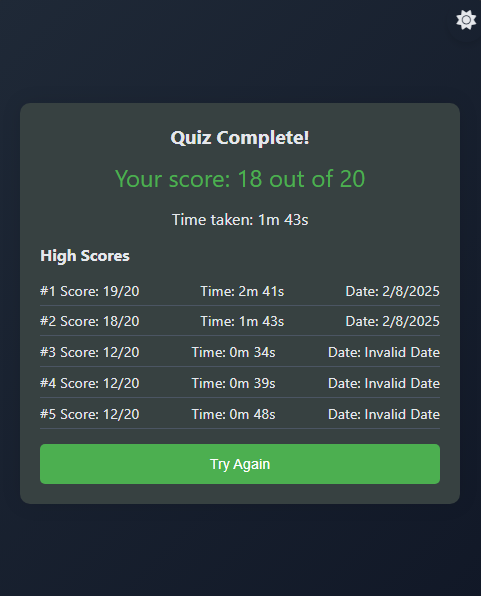 Quiz Complete!
Your score: 18 out of 20
Time taken: 1m 43s
High Scores
#1 Score: 19/20 Time: 2m 41s Date: 2/8/2025
#2 Score: 18/20 Time: 1m 43s Date: 2/8/2025
#3 Score: 12/20 Time: 0m 34s Date: Invalid Date
#4 Score: 12/20 Time: 0m 39s Date: Invalid Date
#5 Score: 12/20 Time: 0m 48s Date: Invalid Date
Try Again